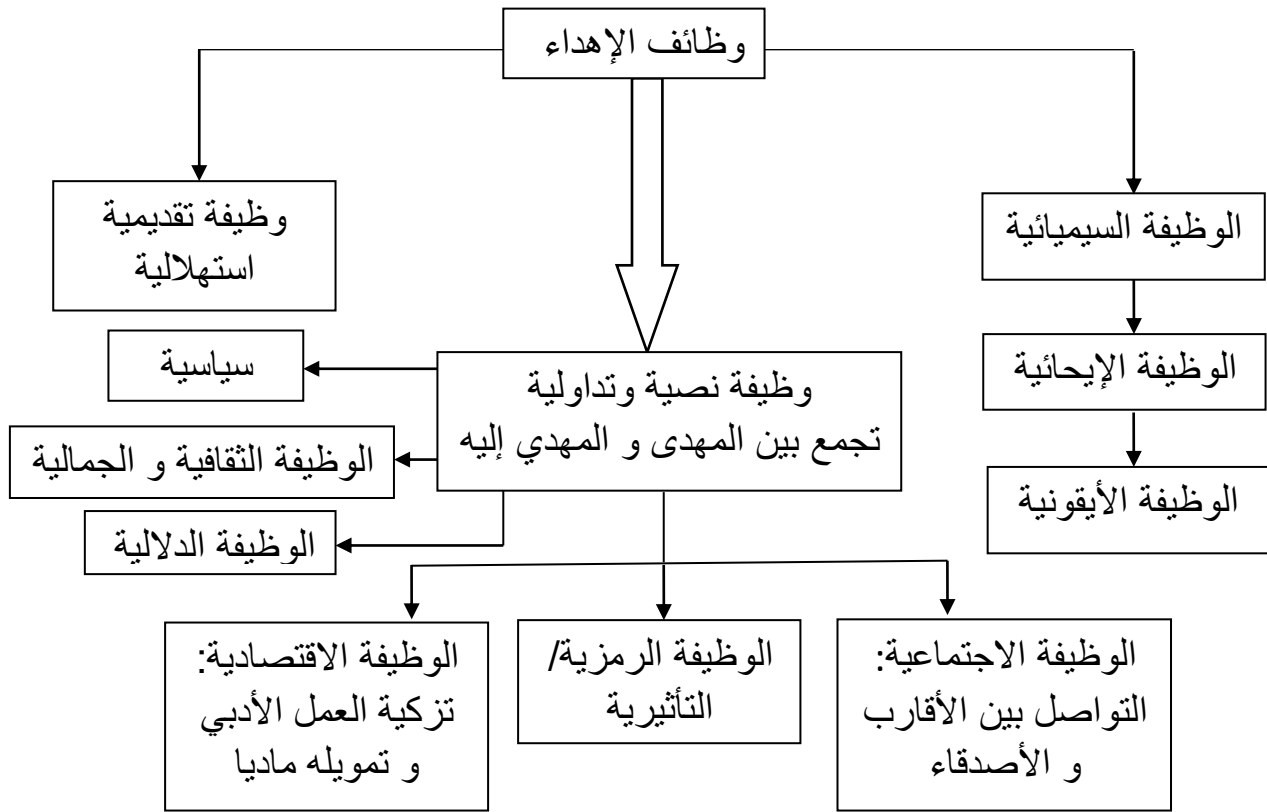 وظائف الإهداء
الوظيفة السيميائية
الوظيفة الإيحائية
الوظيفة الأيقونية
وظيفة تقديمية
استهلالية
وظيفة نصية وتداولية
تجمع بين المهدى و المهدي إليه
سياسية
الوظيفة الثقافية و الجمالية
الوظيفة الدلالية
الوظيفة الاجتماعية:
التواصل بين الأقارب
و الأصدقاء
الوظيفة الرمزية/
التأثيرية
الوظيفة الاقتصادية:
تزكية العمل الأدبي
و تمويله ماديا